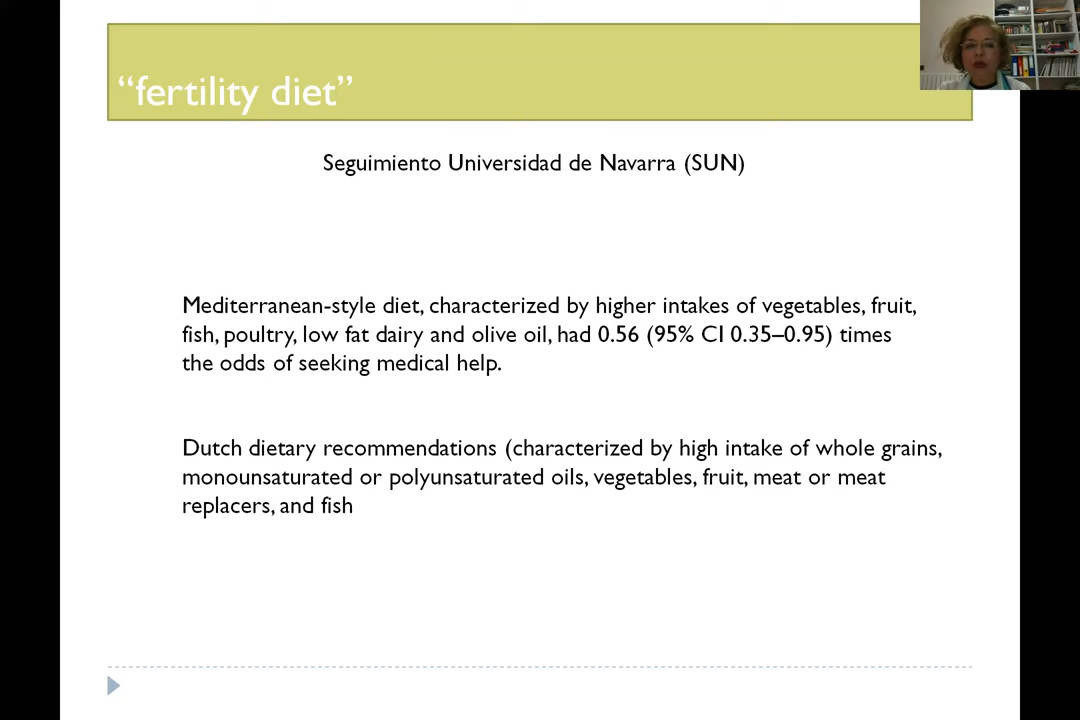 “fertility diet”
Seguimiento Universidad de Navarra (SUN)
Mediterranean-style diet, characterized by higher intakes of vegetables, fruit,
fish, poultry, low fat dairy and olive oil, had 0.56 (95% CI 0.35–0.95) times
the odds of seeking medical help.
Dutch dietary recommendations (characterized by high intake of whole grains,
monounsaturated or polyunsaturated oils, vegetables, fruit, meat or meat
replacers, and fish